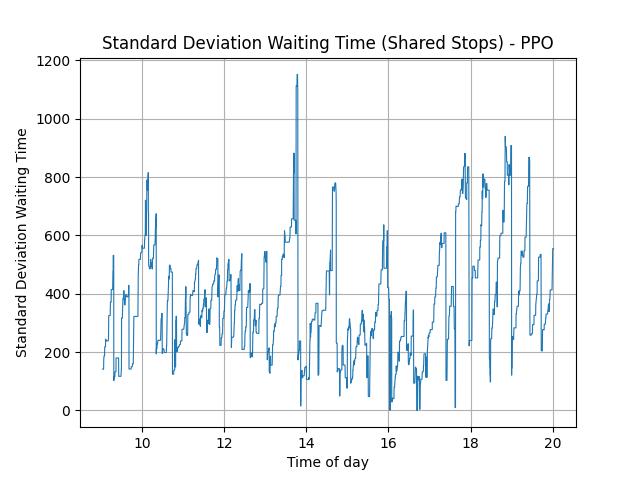 Standard Deviation Waiting Time (Shared Stops) - PPO
Standard Deviation Waiting Time
1200
1000
800
600
400
200
0
10 12 14 16 18 20
Time of day